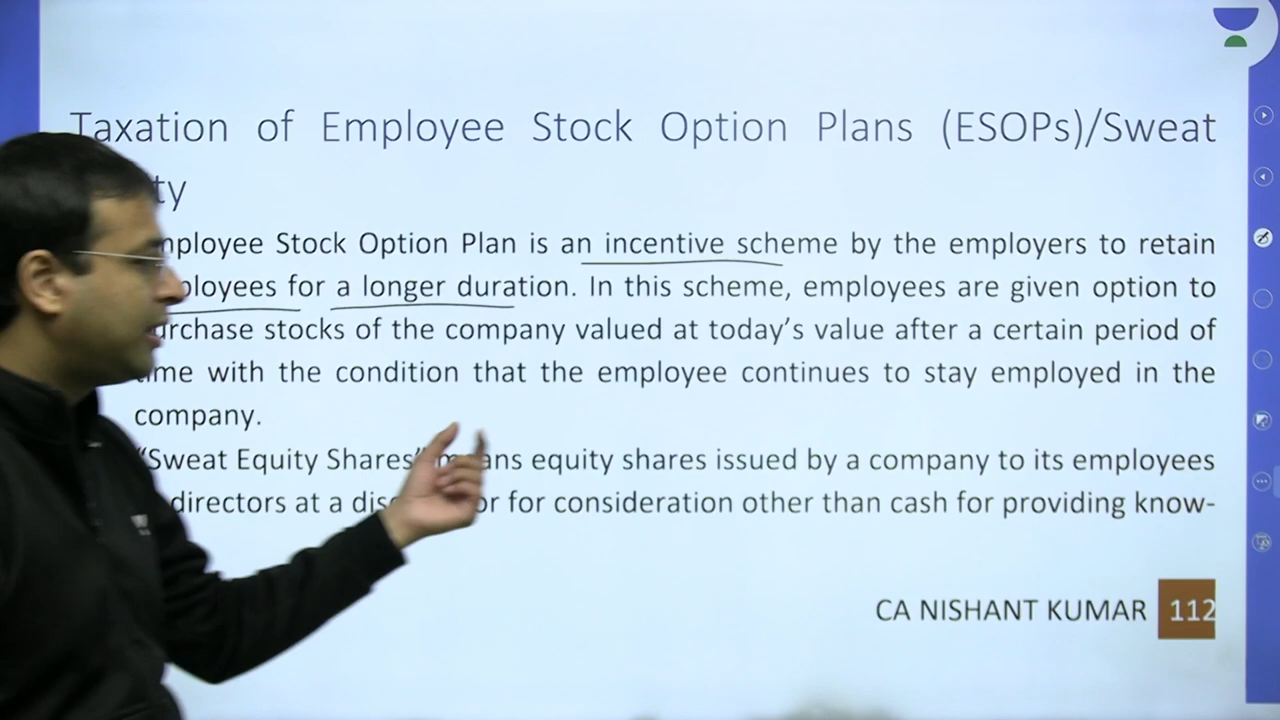 Taxation of Employee Stock Option Plans (ESOPs)/Sweat
ty
mployee Stock Option Plan is an incentive scheme by the employers to retain
ployees for a longer duration. In this scheme, employees are given option to
urchase stocks of the company valued at today's value after a certain period of
time with the condition that the employee continues to stay employed in the
company.
"Sweat Equity Shares" means equity shares issued by a company to its employees
directors at a dis or for consideration other than cash for providing know-
CA NISHANT KUMAR 112